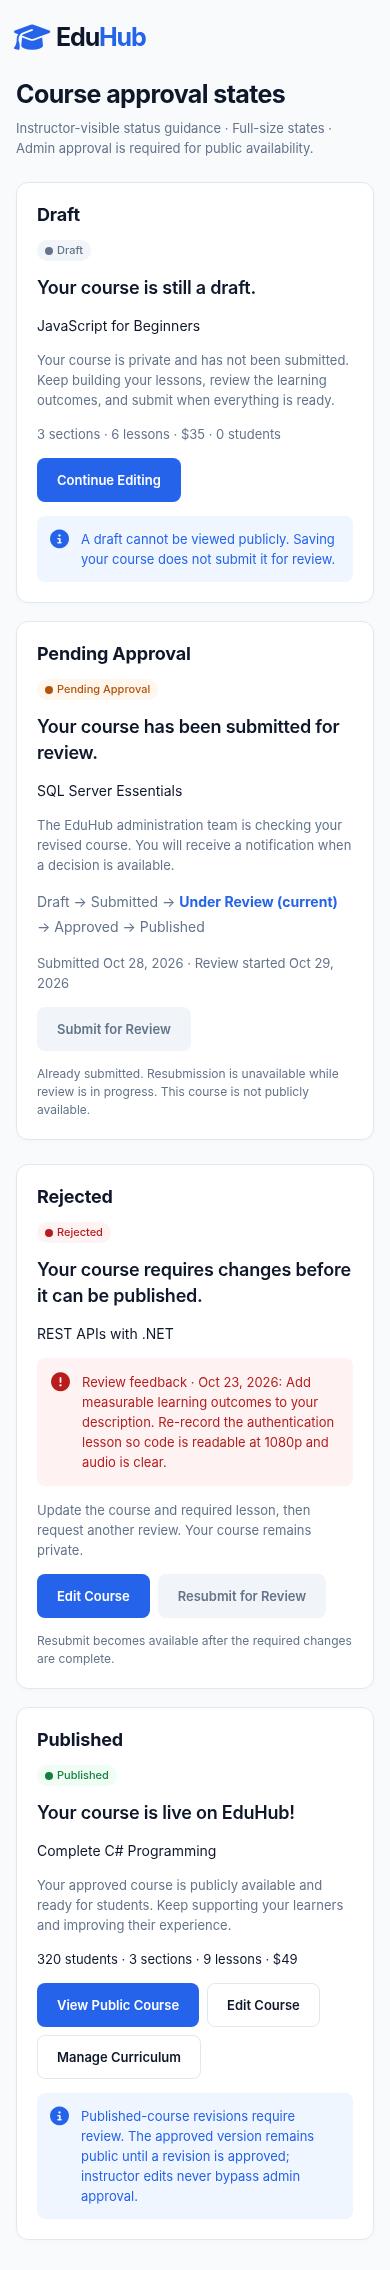 EduHub
Course approval states
Instructor-visible status guidance · Full-size states ·
Admin approval is required for public availability.
Draft
Draft
Your course is still a draft.
JavaScript for Beginners
Your course is private and has not been submitted.
Keep building your lessons, review the learning
outcomes, and submit when everything is ready.
3 sections · 6 lessons · $35 · 0 students
Continue Editing
A draft cannot be viewed publicly. Saving
your course does not submit it for review.
Pending Approval
Pending Approval
Your course has been submitted for
review.
SQL Server Essentials
The EduHub administration team is checking your
revised course. You will receive a notification when
a decision is available.
Draft → Submitted → Under Review (current)
→ Approved → Published
Submitted Oct 28, 2026 · Review started Oct 29,
2026
Submit for Review
Already submitted. Resubmission is unavailable while
review is in progress. This course is not publicly
available.
Rejected
Rejected
Your course requires changes before
it can be published.
REST APIs with .NET
Review feedback · Oct 23, 2026: Add
measurable learning outcomes to your
description. Re-record the authentication
lesson so code is readable at 1080p and
audio is clear.
Update the course and required lesson, then
request another review. Your course remains
private.
Edit Course Resubmit for Review
Resubmit becomes available after the required changes
are complete.
Published
Published
Your course is live on EduHub!
Complete C# Programming
Your approved course is publicly available and
ready for students. Keep supporting your learners
and improving their experience.
320 students · 3 sections · 9 lessons · $49
View Public Course Edit Course
Manage Curriculum
Published-course revisions require
review. The approved version remains
public until a revision is approved;
instructor edits never bypass admin
approval.